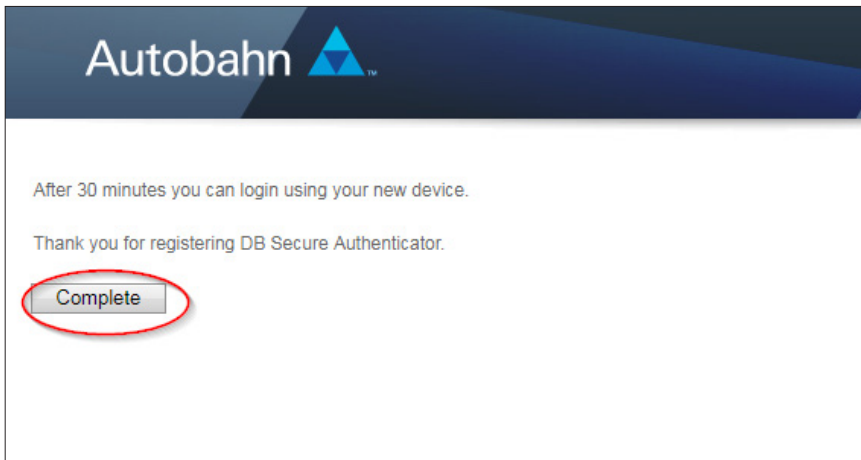 Autobahn ™
After 30 minutes you can login using your new device.
Thank you for registering DB Secure Authenticator.
Complete